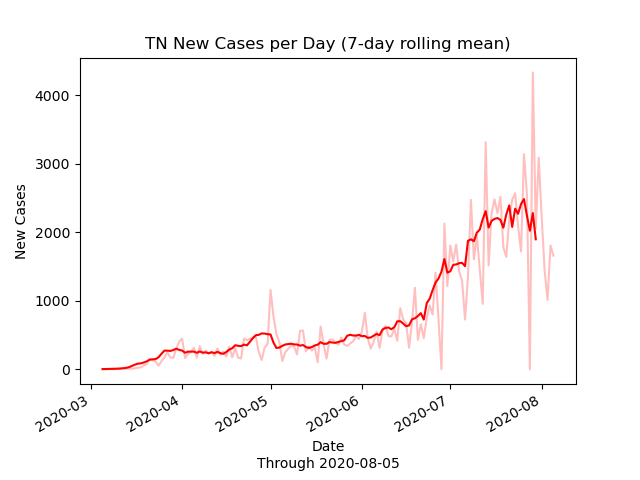 TN New Cases per Day (7-day rolling mean)
4000
3000
2000
1000
0
New Cases
2020-03
2020-04
2020-05
2020-06
2020-07
2020-08
Date
Through 2020-08-05